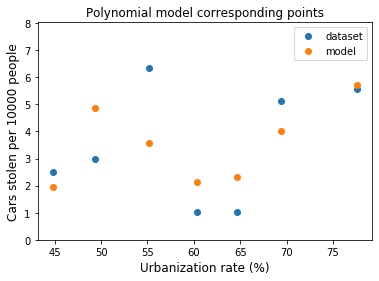 Polynomial model corresponding points
dataset
model
Cars stolen per 10000 people
8
7
6
5
4
3
2
1
0
45 50 55 60 65 70 75
Urbanization rate (%)